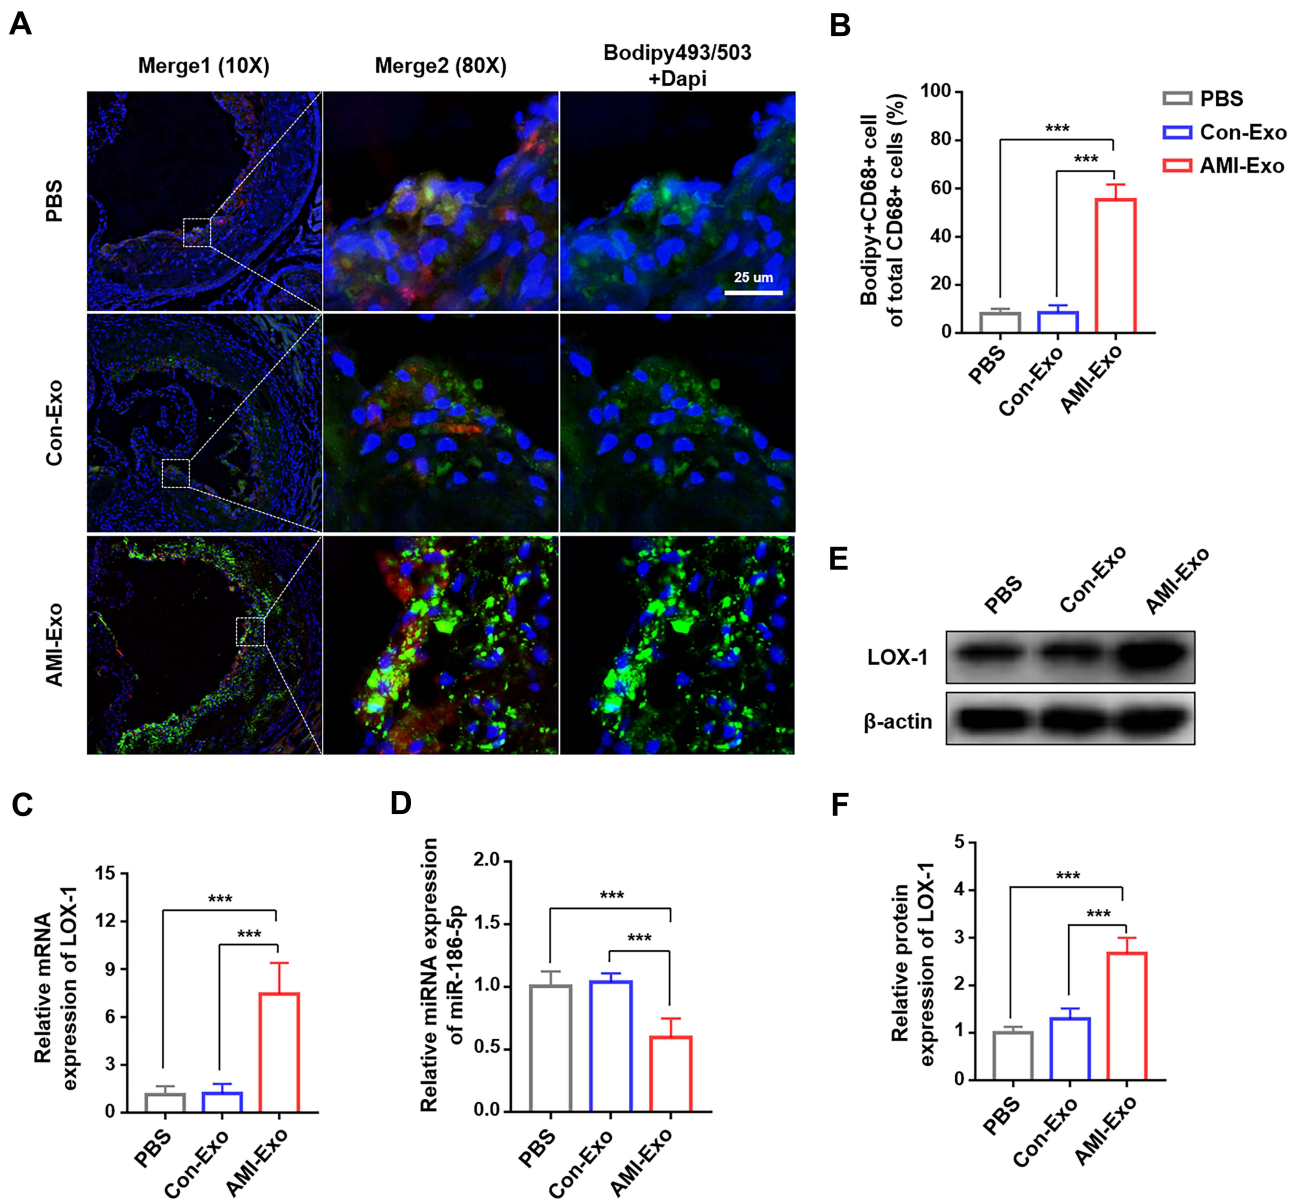 A
Merge1 (10X)
Merge2 (80X)
Bodipy493/503
+Dapi
PBS
25 um
Con-Exo
AMI-Exo
B
Bodipy+CD68+ cell
of total CD68+ cells (%)
100
80
60
40
20
0
***
***
PBS
Con-Exo
AMI-Exo
PBS
Con-Exo
AMI-Exo
E
PBS
Con-Exo
AMI-Exo
LOX-1
β-actin
C
Relative mRNA
expression of LOX-1
15
12
9
6
3
0
***
***
PBS
Con-Exo
AMI-Exo
D
Relative miRNA expression
of miR-186-5p
2.0
1.5
1.0
0.5
0.0
***
***
PBS
Con-Exo
AMI-Exo
F
Relative protein
expression of LOX-1
5
4
3
2
1
0
***
***
PBS
Con-Exo
AMI-Exo